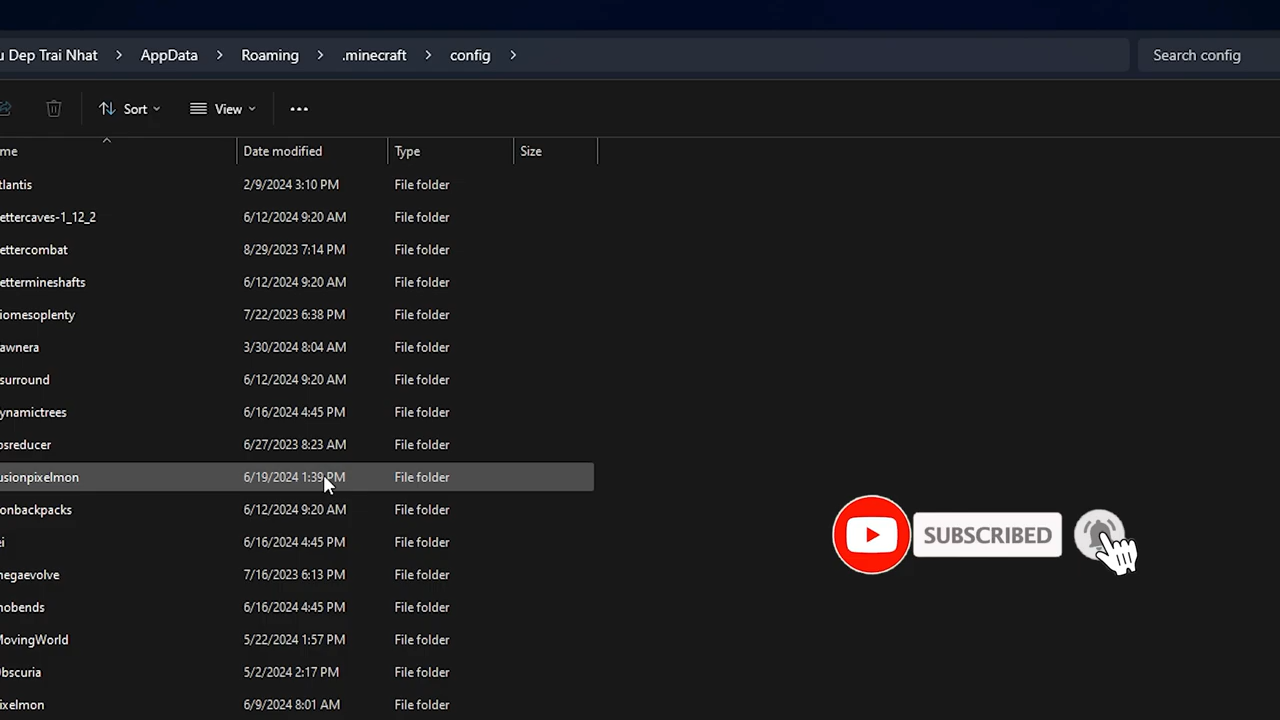 u Dep Trai Nhat > AppData > Roaming > .minecraft > config >
Search config
Sort
View
me
Date modified
Type
Size
tlantis 2/9/2024 3:10 PM File folder
ettercaves-1_12_2 6/12/2024 9:20 AM File folder
ettercombat 8/29/2023 7:14 PM File folder
ettermineshafts 6/12/2024 9:20 AM File folder
iomesoplenty 7/22/2023 6:38 PM File folder
awnera 3/30/2024 8:04 AM File folder
surround 6/12/2024 9:20 AM File folder
ynamictrees 6/16/2024 4:45 PM File folder
psreducer 6/27/2023 8:23 AM File folder
usionpixelmon 6/19/2024 1:39 PM File folder
onbackpacks 6/12/2024 9:20 AM File folder
ei 6/16/2024 4:45 PM File folder
negaevolve 7/16/2023 6:13 PM File folder
nobends 6/16/2024 4:45 PM File folder
MovingWorld 5/22/2024 1:57 PM File folder
Obscuria 5/2/2024 2:17 PM File folder
ixelmon 6/9/2024 8:01 AM File folder
SUBSCRIBED